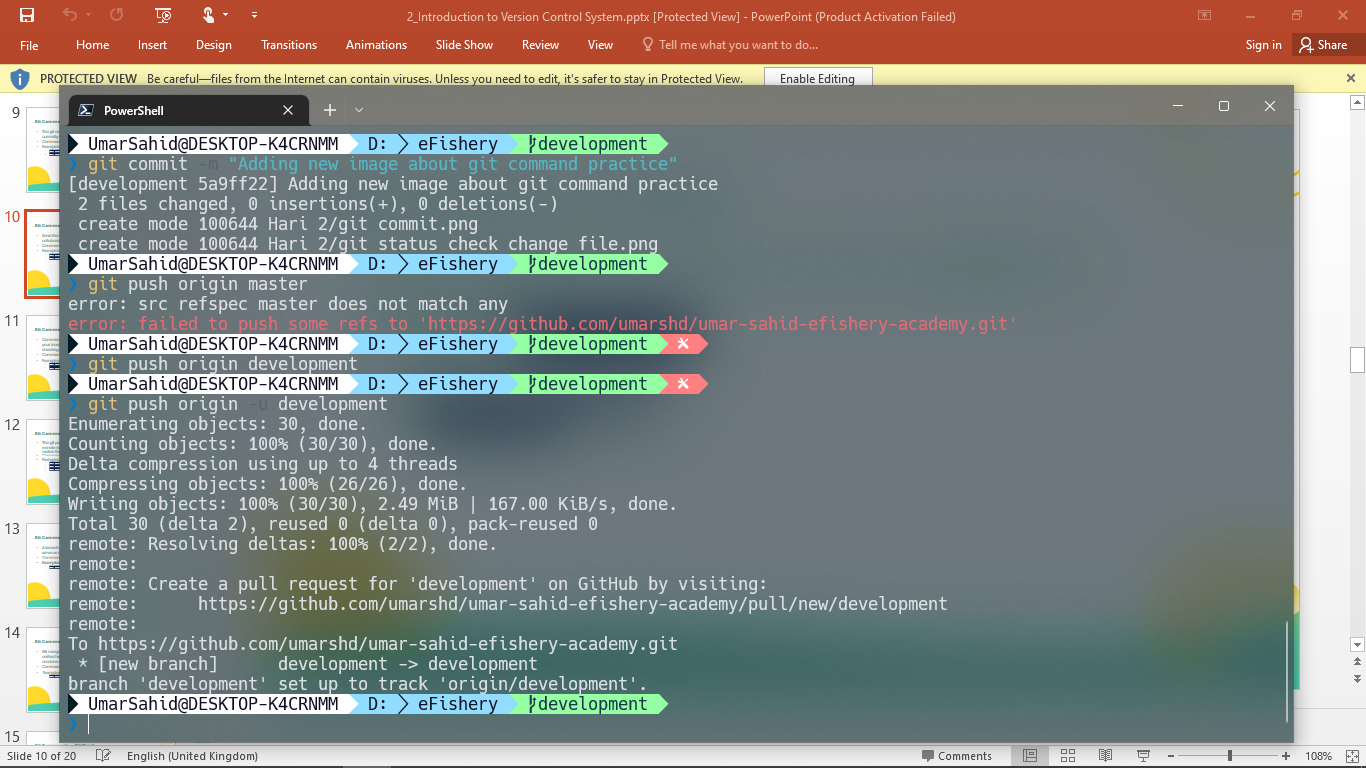 2_Introduction to Version Control System.pptx [Protected View] - PowerPoint (Product Activation Failed)
File Home Insert Design Transitions Animations Slide Show Review View Tell me what you want to do... Sign in Share
PROTECTED VIEW Be careful—files from the Internet can contain viruses. Unless you need to edit, it's safer to stay in Protected View. Enable Editing
PowerShell
9
10
11
12
13
14
15
UmarSahid@DESKTOP-K4CRNMM D: eFishery development
❯ git commit -m "Adding new image about git command practice"
[development 5a9ff22] Adding new image about git command practice
2 files changed, 0 insertions(+), 0 deletions(-)
create mode 100644 Hari 2/git commit.png
create mode 100644 Hari 2/git status check change file.png
UmarSahid@DESKTOP-K4CRNMM D: eFishery development
❯ git push origin master
error: src refspec master does not match any
error: failed to push some refs to 'https://github.com/umarshd/umar-sahid-efishery-academy.git'
UmarSahid@DESKTOP-K4CRNMM D: eFishery development
❯ git push origin development
UmarSahid@DESKTOP-K4CRNMM D: eFishery development
❯ git push origin -u development
Enumerating objects: 30, done.
Counting objects: 100% (30/30), done.
Delta compression using up to 4 threads
Compressing objects: 100% (26/26), done.
Writing objects: 100% (30/30), 2.49 MiB | 167.00 KiB/s, done.
Total 30 (delta 2), reused 0 (delta 0), pack-reused 0
remote: Resolving deltas: 100% (2/2), done.
remote:
remote: Create a pull request for 'development' on GitHub by visiting:
remote: https://github.com/umarshd/umar-sahid-efishery-academy/pull/new/development
remote:
To https://github.com/umarshd/umar-sahid-efishery-academy.git
* [new branch] development -> development
branch 'development' set up to track 'origin/development'.
UmarSahid@DESKTOP-K4CRNMM D: eFishery development
❯
Slide 10 of 20 English (United Kingdom) Comments 108%